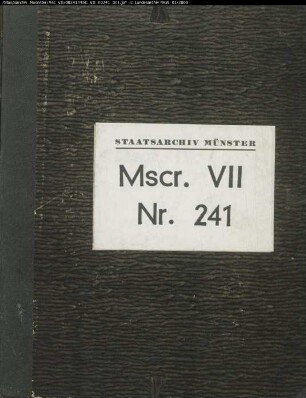 STAATSARCHIV MÜNSTER
Mscr. VII
Nr. 241